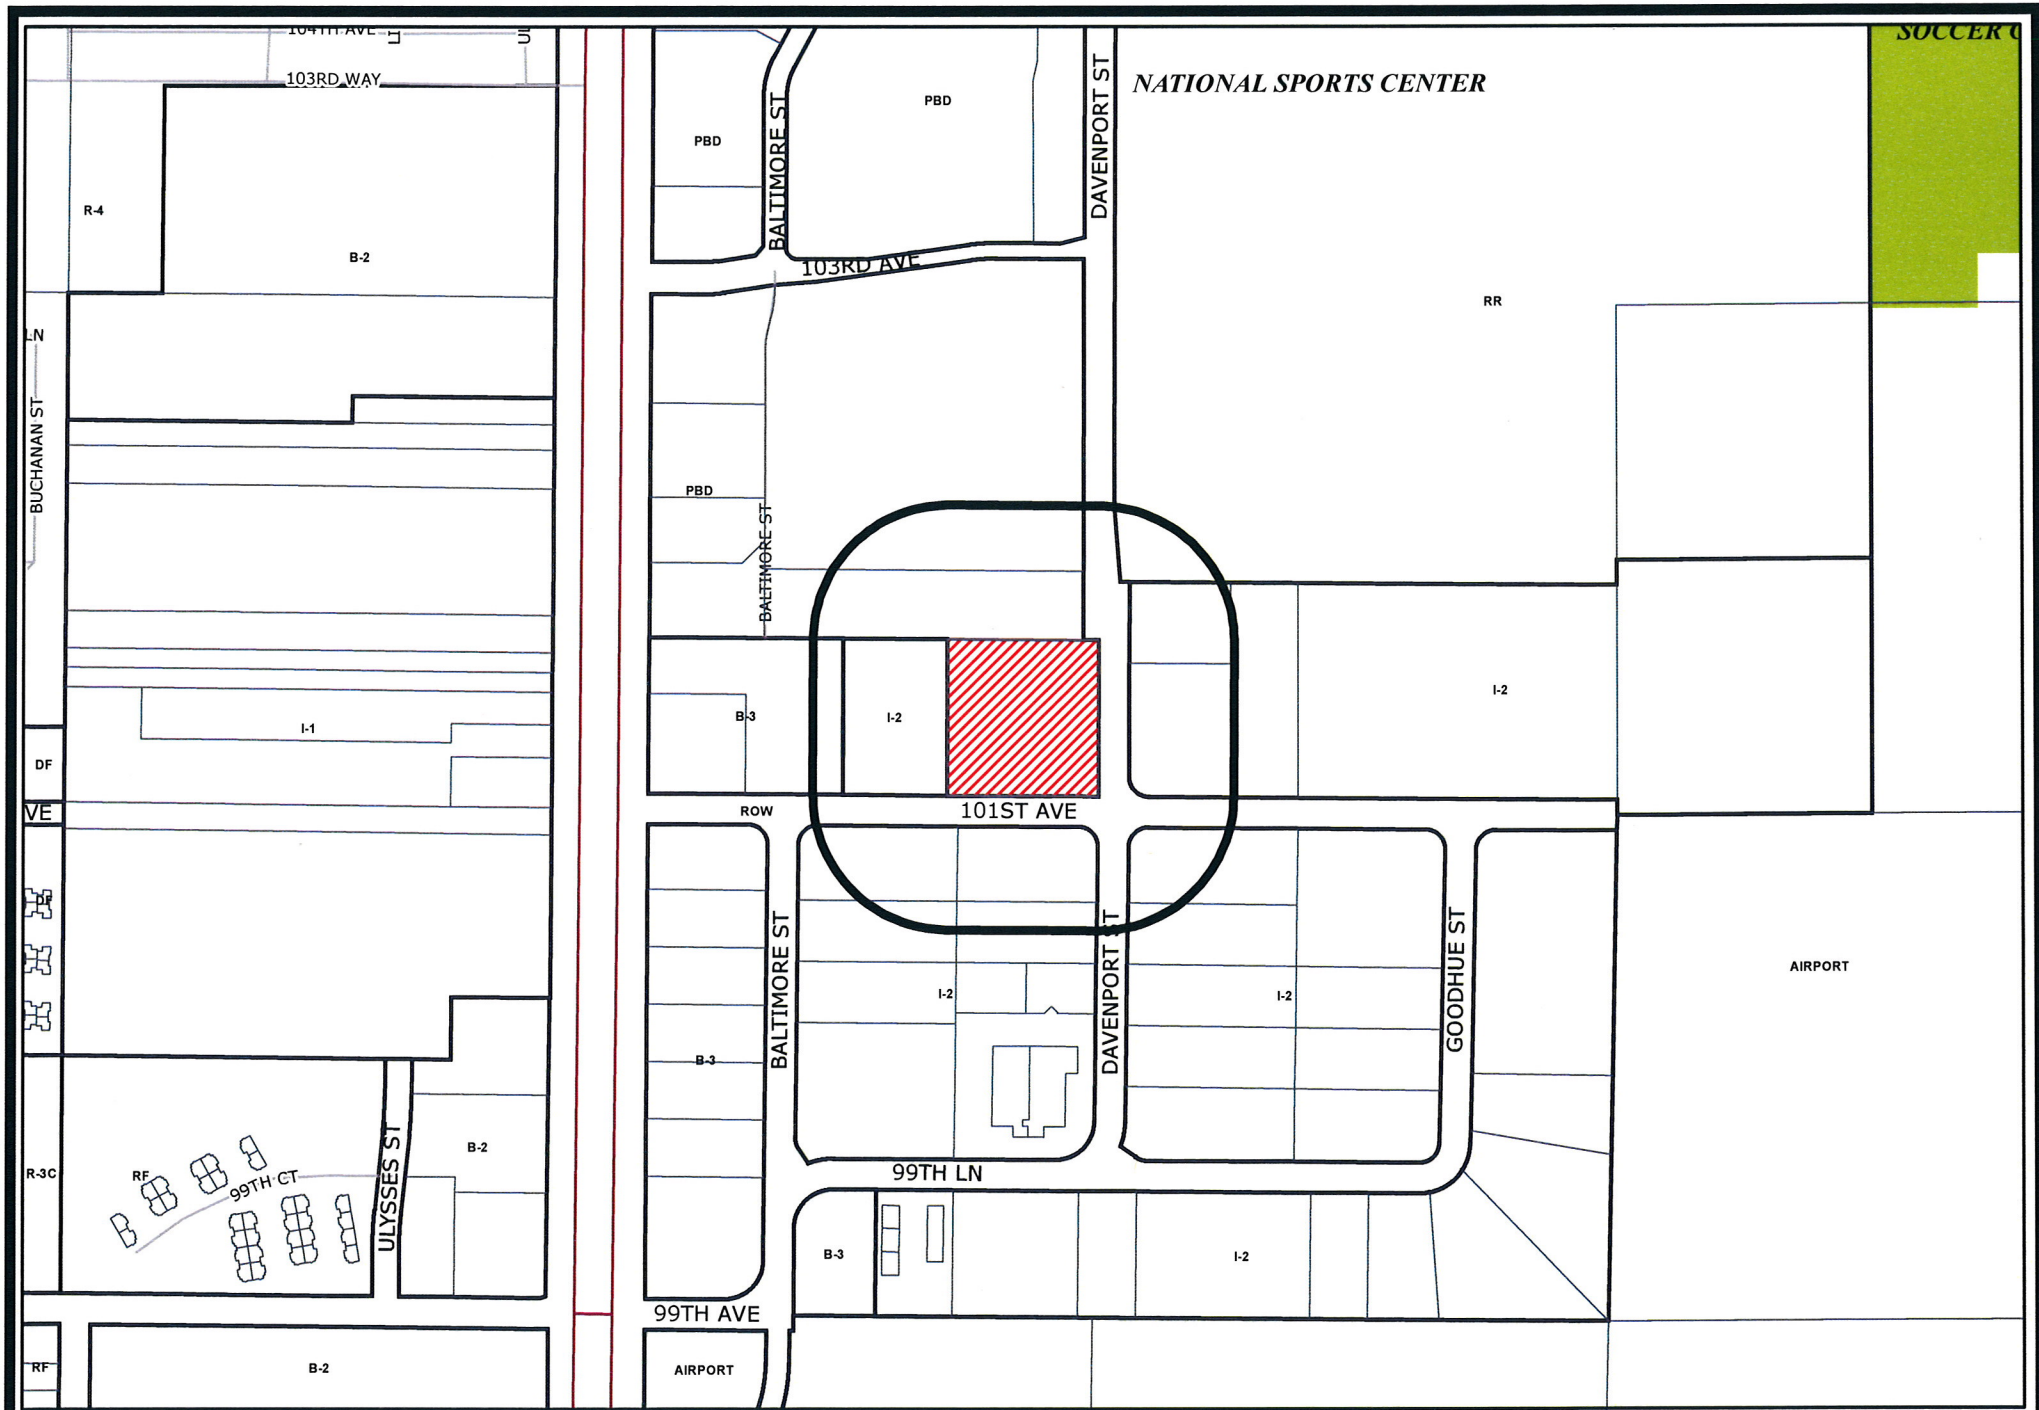 104TH AVE
LI
UL
SOCCER C
103RD WAY
NATIONAL SPORTS CENTER
PBD
PBD
BALTIMORE ST
DAVENPORT ST
R-4
B-2
103RD AVE
RR
LN
BUCHANAN ST
PBD
BALTIMORE ST
I-2
B-3
I-2
I-1
DF
VE
ROW
101ST AVE
DF
BALTIMORE ST
DAVENPORT ST
GOODHUE ST
AIRPORT
I-2
I-2
B-3
B-2
R-3C
RF
99TH CT
ULYSSES ST
99TH LN
B-3
I-2
99TH AVE
RF
B-2
AIRPORT